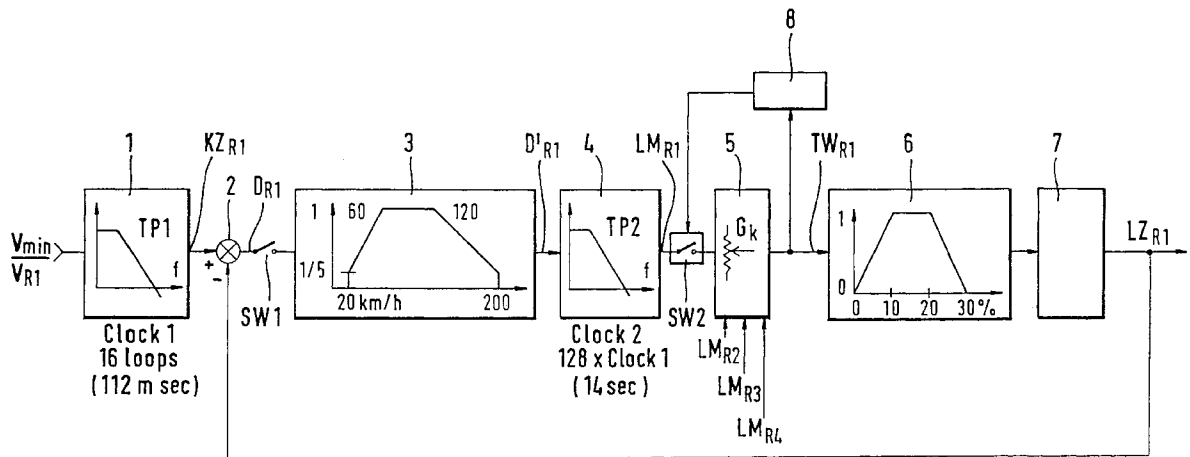 8
1
KZR1
2
DR1
3
D'R1
4
LMR1
5
TWR1
6
7
Vmin
VR1
TP1
f
+
-
SW1
1
60
120
1/5
20 km/h
200
TP2
f
SW2
Gk
1
0
0
10
20
30%
LZR1
Clock 1
16 loops
(112 m sec)
Clock 2
128 x Clock 1
(14 sec)
LMR2
LMR3
LMR4